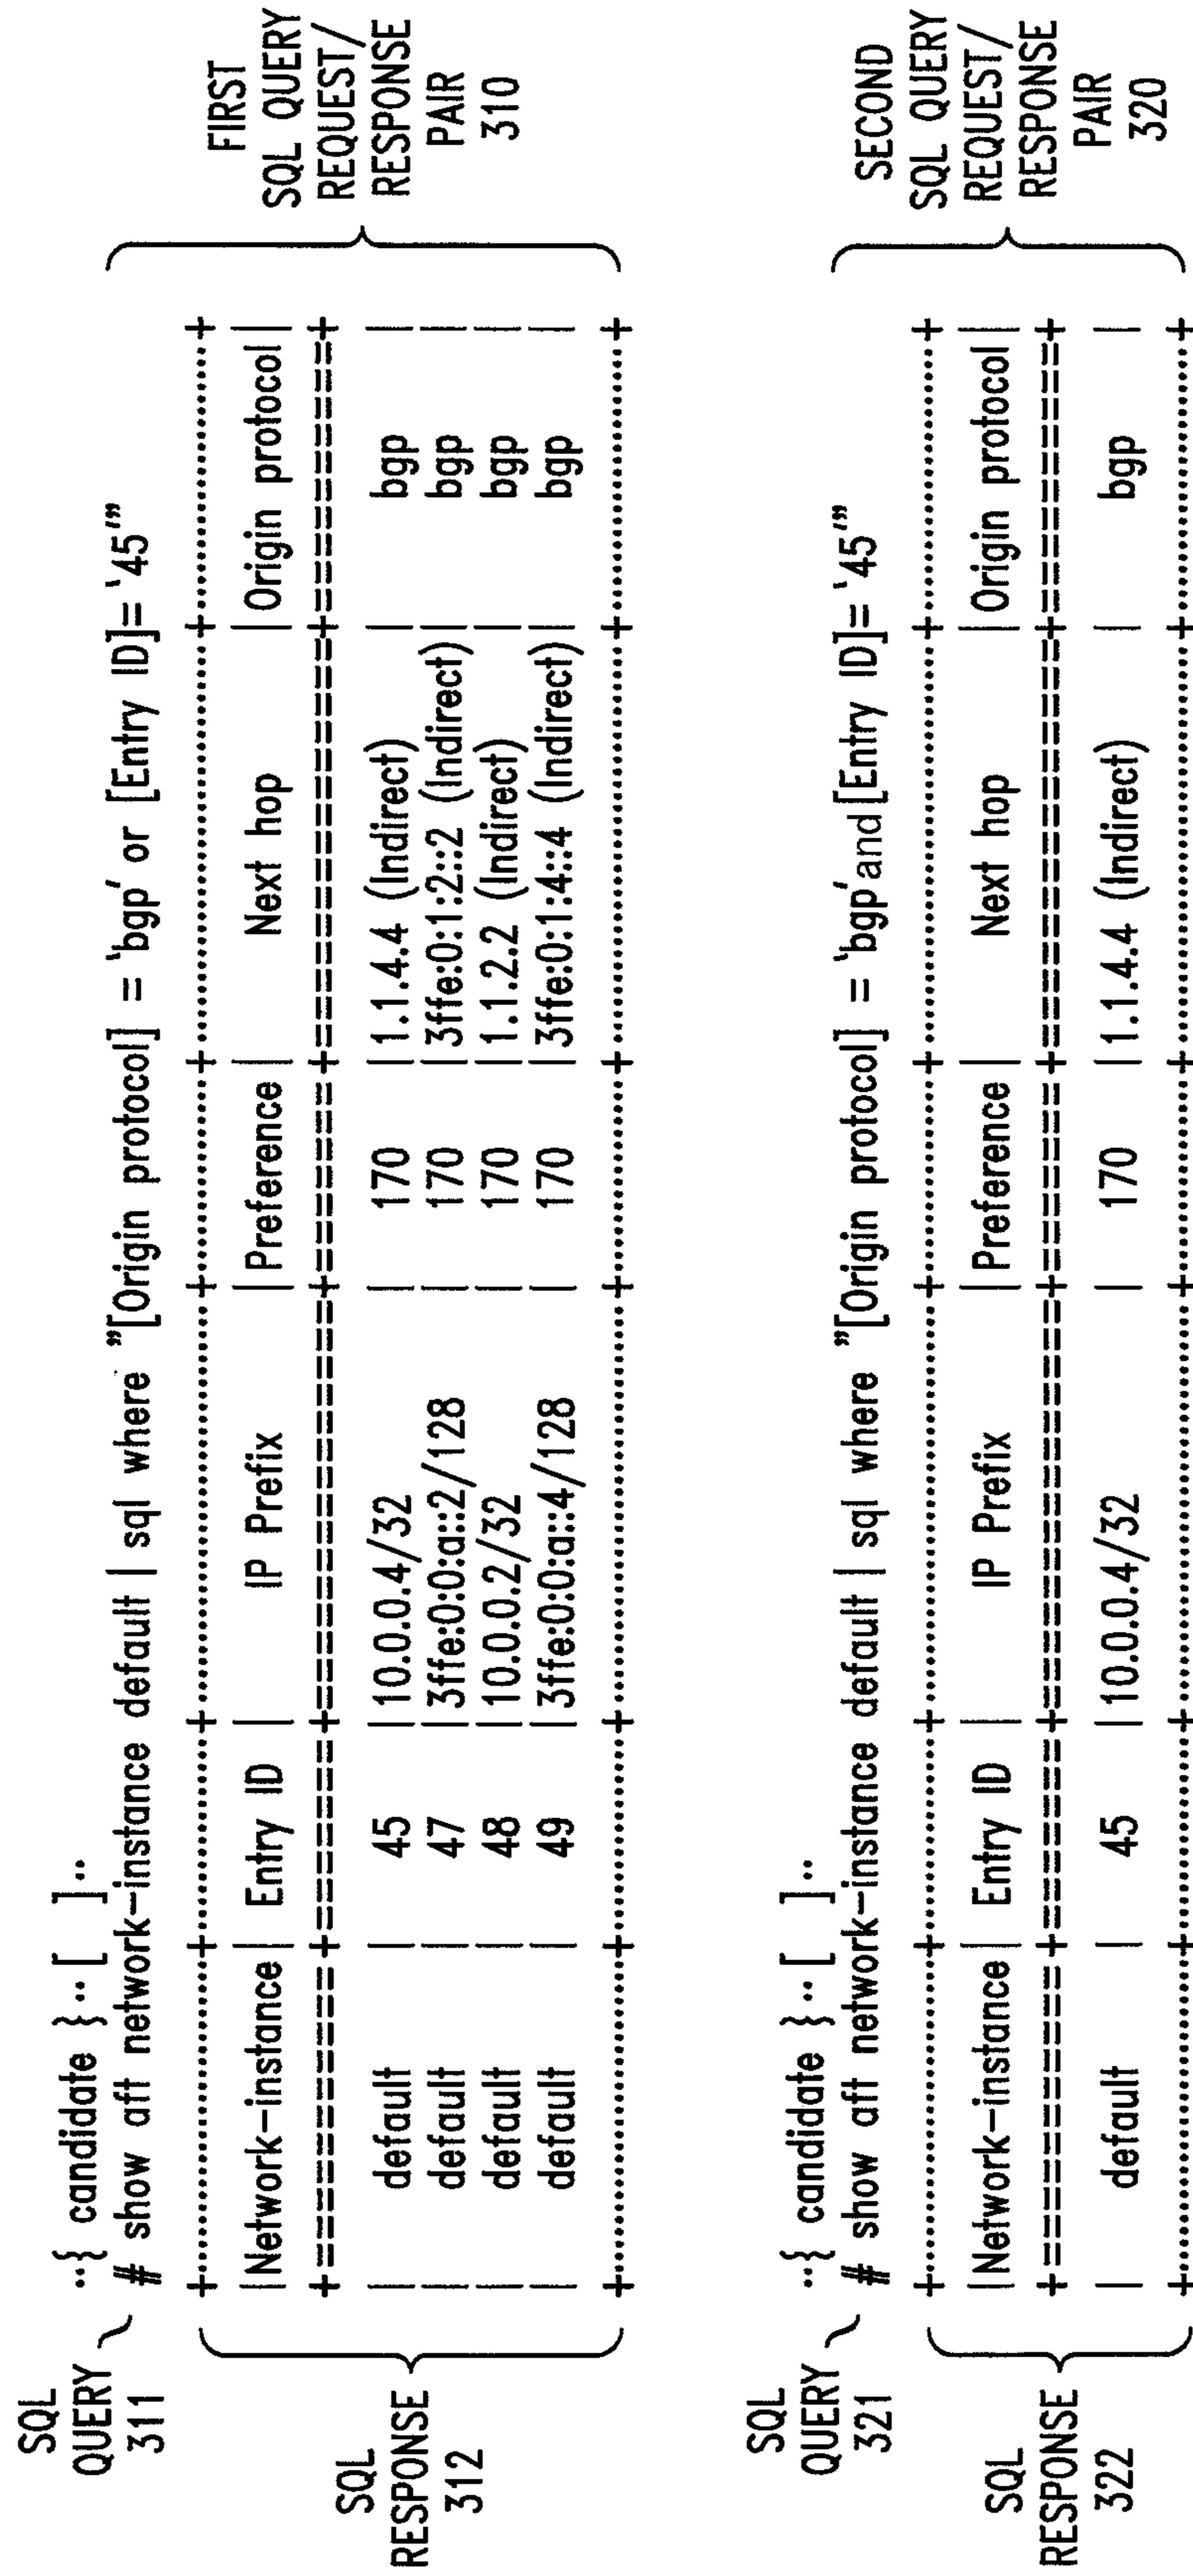 SQL
QUERY
311
..{ candidate }..[ ]..
# show aft network-instance default | sql where "[Origin protocol] = 'bgp' or [Entry ID]= '45'"
SQL
RESPONSE
312
+....................+.............+.........................+.............+..........................+..................+
|Network-instance| Entry ID | IP Prefix |Preference| Next hop |Origin protocol|
+================+==========+===================+==========+===================+===============+
| default | 45 | 10.0.0.4/32 | 170 | 1.1.4.4 (Indirect) | bgp |
| default | 47 | 3ffe:0:0:a::2/128 | 170 | 3ffe:0:1:2::2 (Indirect) | bgp |
| default | 48 | 10.0.0.2/32 | 170 | 1.1.2.2 (Indirect) | bgp |
| default | 49 | 3ffe:0:0:a::4/128 | 170 | 3ffe:0:1:4::4 (Indirect) | bgp |
+....................+.............+.........................+.............+..........................+..................+
FIRST
SQL QUERY
REQUEST/
RESPONSE
PAIR
310
SQL
QUERY
321
..{ candidate }..[ ]..
# show aft network-instance default | sql where "[Origin protocol] = 'bgp' and [Entry ID]= '45'"
SQL
RESPONSE
322
+....................+.............+.........................+.............+..........................+..................+
|Network-instance| Entry ID | IP Prefix |Preference| Next hop |Origin protocol|
+================+==========+===================+==========+===================+===============+
| default | 45 | 10.0.0.4/32 | 170 | 1.1.4.4 (Indirect) | bgp |
+....................+.............+.........................+.............+..........................+..................+
SECOND
SQL QUERY
REQUEST/
RESPONSE
PAIR
320